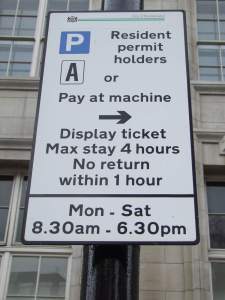 P Resident
permit
holders
A or
Pay at machine
Display ticket
Max stay 4 hours
No return
within 1 hour
Mon - Sat
8.30am - 6.30pm